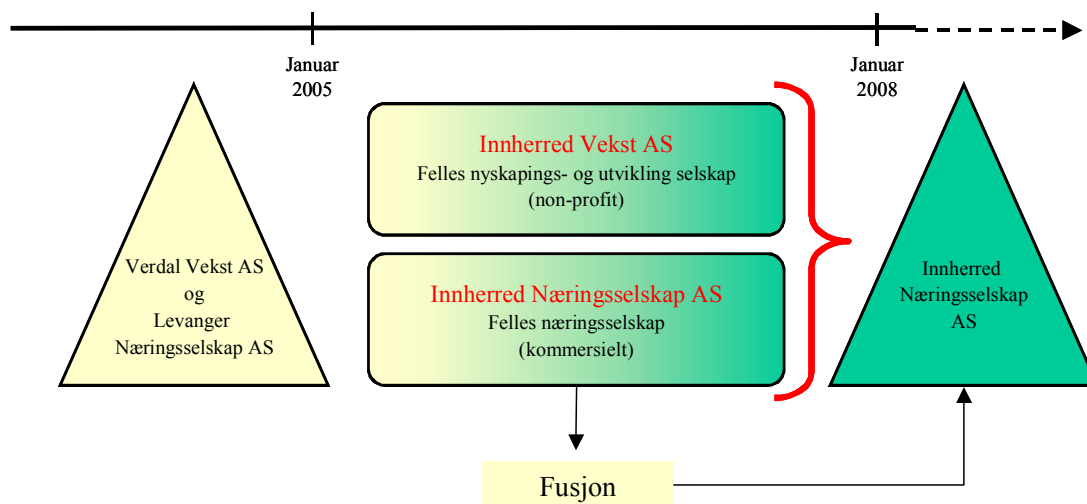 Januar
2005
Januar
2008
Verdal Vekst AS
og
Levanger
Næringsselskap AS
Innherred Vekst AS
Felles nyskapings- og utvikling selskap
(non-profit)
Innherred Næringsselskap AS
Felles næringsselskap
(kommersielt)
Innherred
Næringsselskap
AS
Fusjon